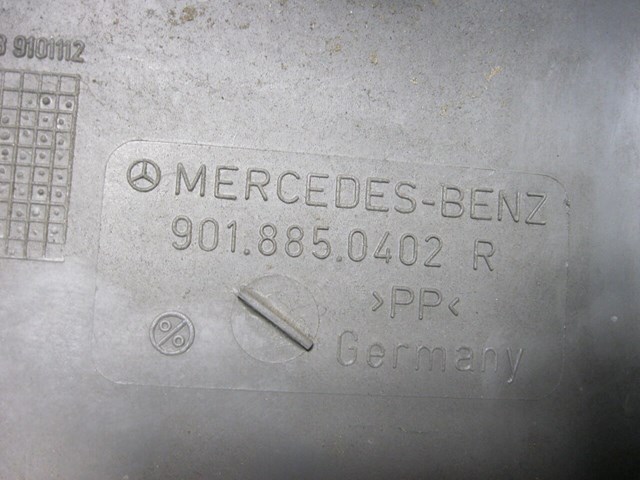 9101112
MERCEDES-BENZ
901.885.0402 R
>PP<
%
Germany